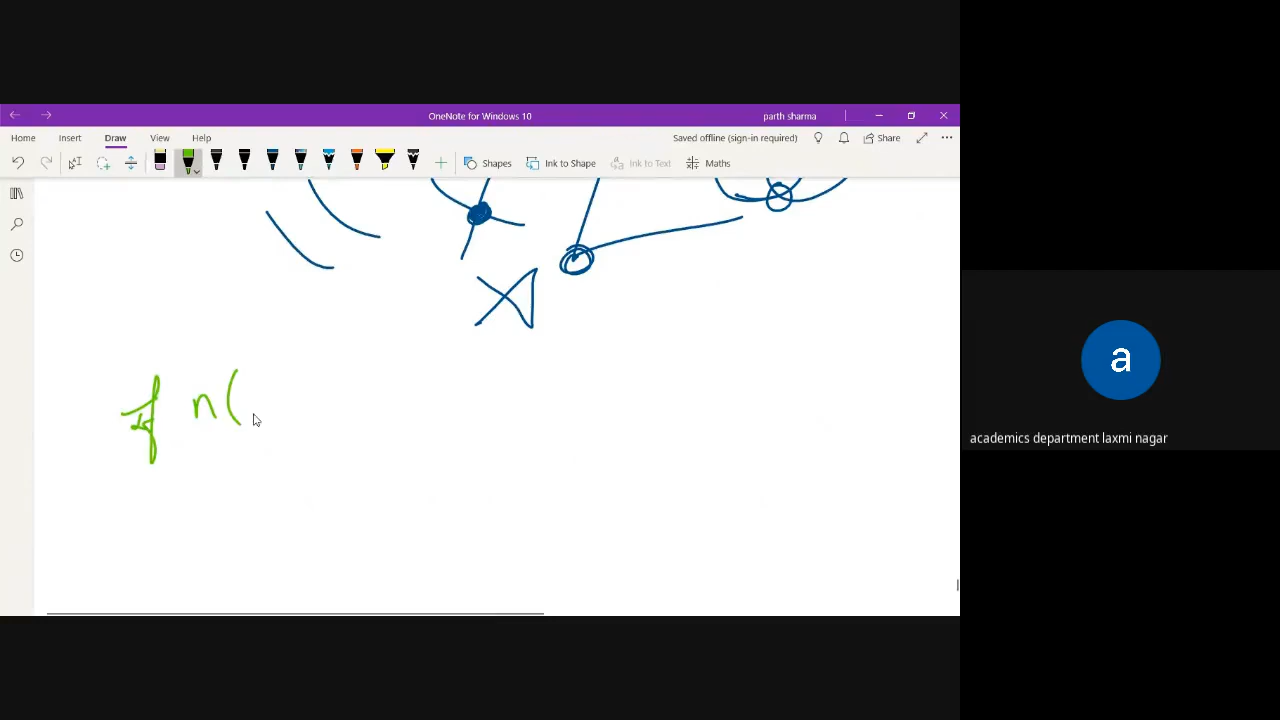 OneNote for Windows 10
parth sharma
Home Insert Draw View Help
Saved offline (sign-in required)
Share
Shapes
Ink to Shape
Ink to Text
Maths
If n(
a
academics department laxmi nagar